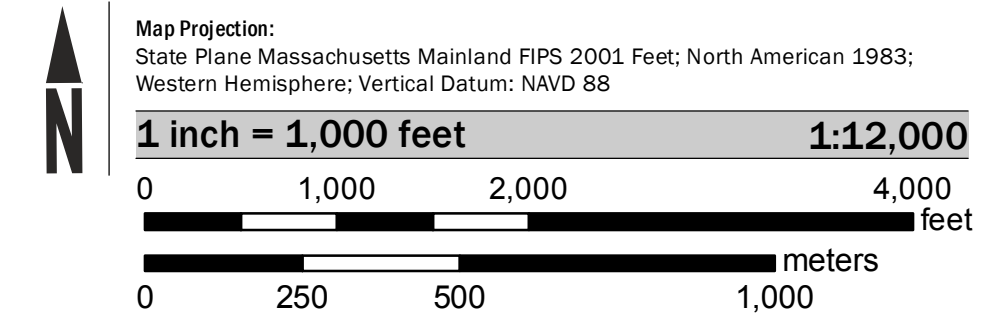 N
Map Projection:
State Plane Massachusetts Mainland FIPS 2001 Feet; North American 1983;
Western Hemisphere; Vertical Datum: NAVD 88
1 inch = 1,000 feet 1:12,000
0 1,000 2,000 4,000
feet
meters
0 250 500 1,000